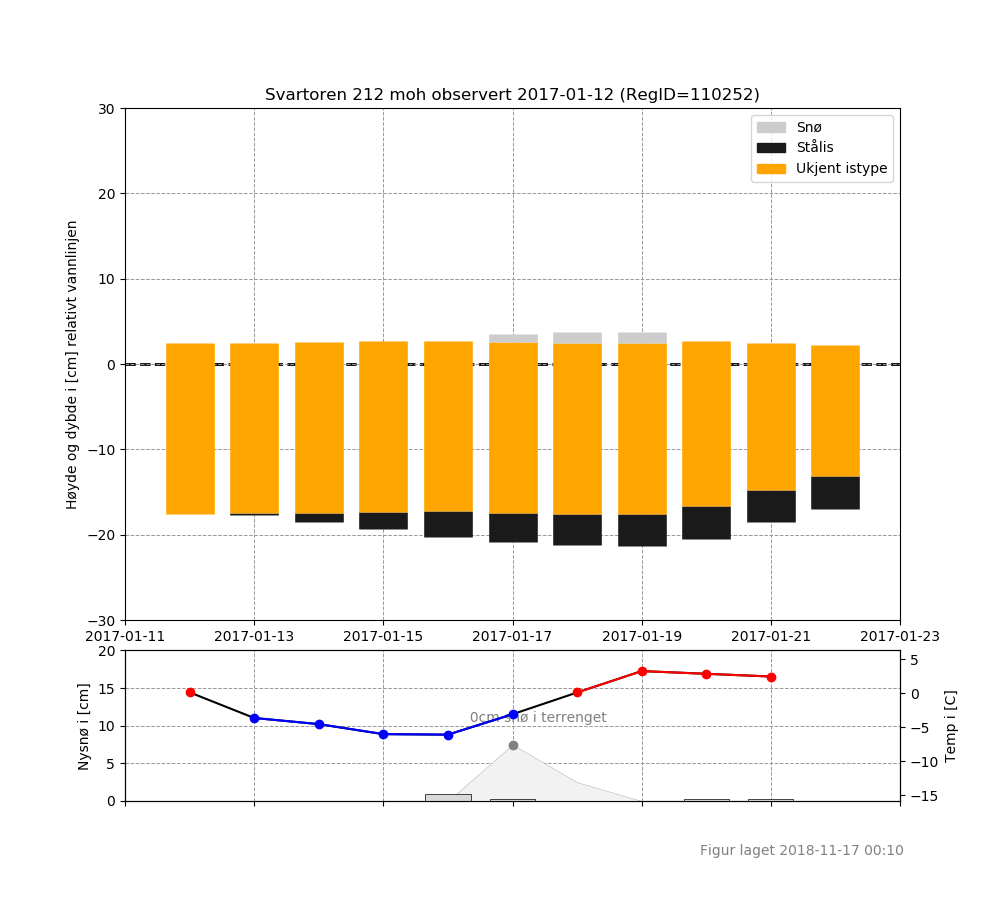 Svartoren 212 moh observert 2017-01-12 (RegID=110252)
Høyde og dybde i [cm] relativt vannlinjen
30
20
10
0
−10
−20
−30
Snø
Stålis
Ukjent istype
2017-01-11 2017-01-13 2017-01-15 2017-01-17 2017-01-19 2017-01-21 2017-01-23
Nysnø i [cm]
20
15
10
5
0
0cm snø i terrenget
5
0
−5
−10
−15
Temp i [C]
Figur laget 2018-11-17 00:10